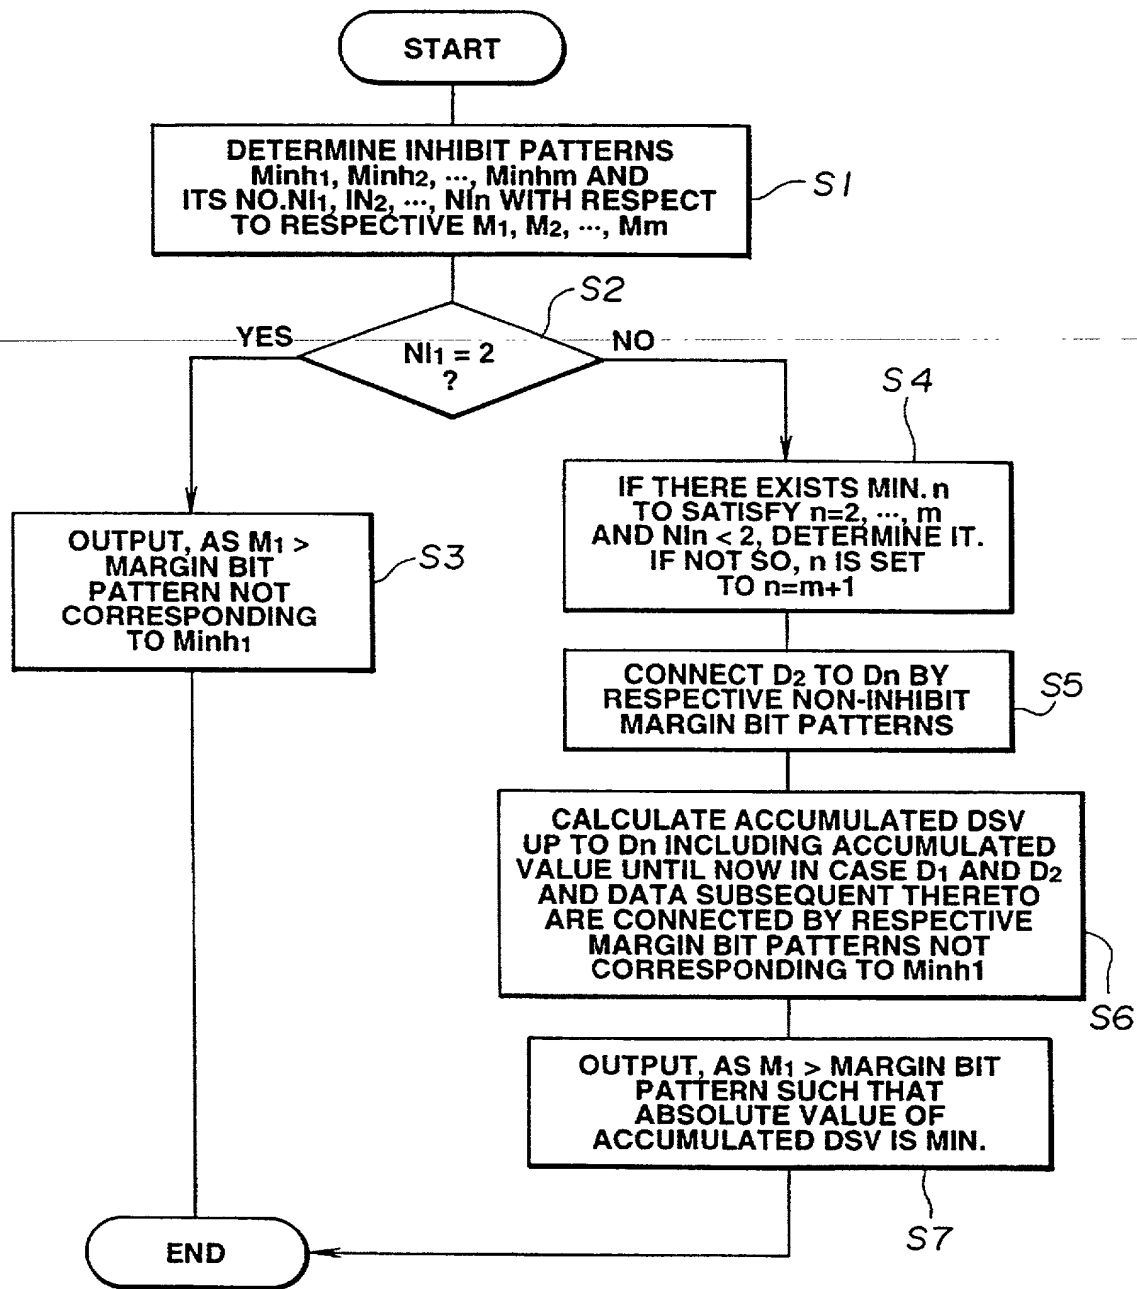 START
DETERMINE INHIBIT PATTERNS
Minh1, Minh2, ···, Minhm AND
ITS NO.NI1, IN2, ···, NIn WITH RESPECT
TO RESPECTIVE M1, M2, ···, Mm
S1
S2
YES
NO
NI1 = 2
?
OUTPUT, AS M1 >
MARGIN BIT
PATTERN NOT
CORRESPONDING
TO Minh1
S3
S4
IF THERE EXISTS MIN. n
TO SATISFY n=2, ···, m
AND NIn < 2, DETERMINE IT.
IF NOT SO, n IS SET
TO n=m+1
CONNECT D2 TO Dn BY
RESPECTIVE NON-INHIBIT
MARGIN BIT PATTERNS
S5
CALCULATE ACCUMULATED DSV
UP TO Dn INCLUDING ACCUMULATED
VALUE UNTIL NOW IN CASE D1 AND D2
AND DATA SUBSEQUENT THERETO
ARE CONNECTED BY RESPECTIVE
MARGIN BIT PATTERNS NOT
CORRESPONDING TO Minh1
S6
OUTPUT, AS M1 > MARGIN BIT
PATTERN SUCH THAT
ABSOLUTE VALUE OF
ACCUMULATED DSV IS MIN.
S7
END